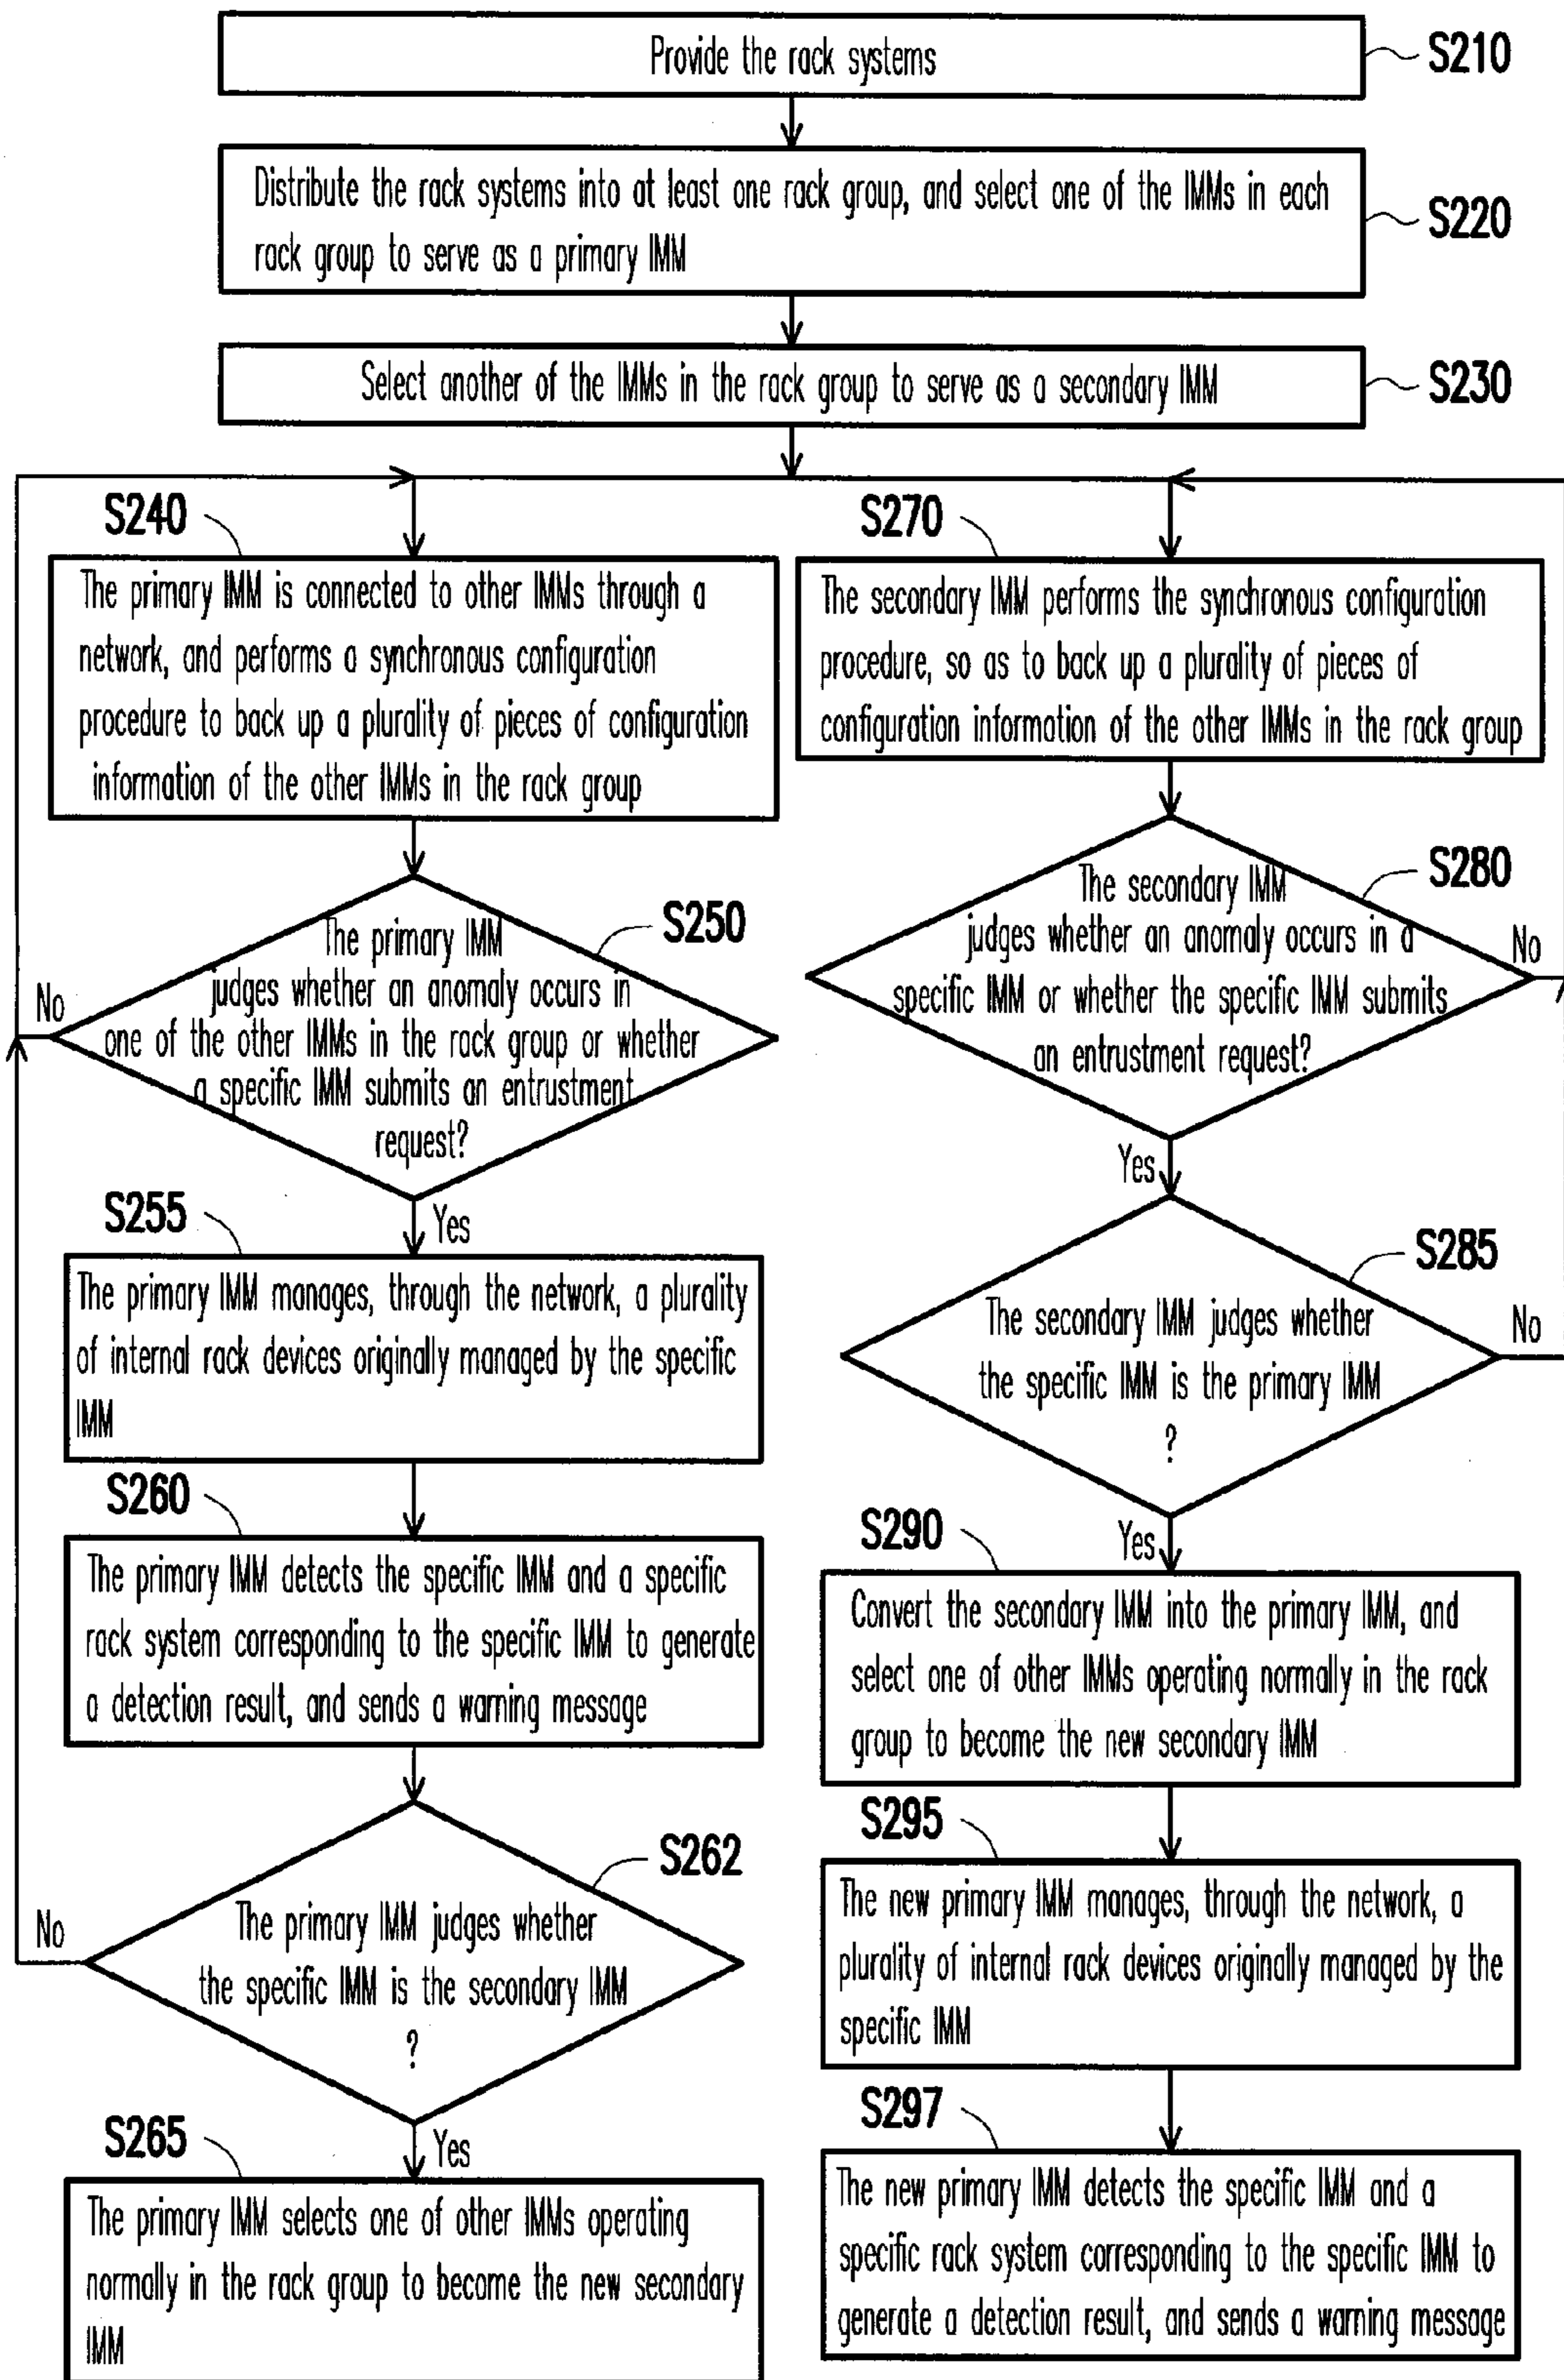 Provide the rack systems
S210
Distribute the rack systems into at least one rack group, and select one of the IMMs in each
rack group to serve as a primary IMM
S220
Select another of the IMMs in the rack group to serve as a secondary IMM
S230
S240
The primary IMM is connected to other IMMs through a
network, and performs a synchronous configuration
procedure to back up a plurality of pieces of configuration
information of the other IMMs in the rack group
S250
The primary IMM
judges whether an anomaly occurs in
one of the other IMMs in the rack group or whether
a specific IMM submits an entrustment
request?
No
Yes
S255
The primary IMM manages, through the network, a plurality
of internal rack devices originally managed by the specific
IMM
S260
The primary IMM detects the specific IMM and a specific
rack system corresponding to the specific IMM to generate
a detection result, and sends a warning message
S262
The primary IMM judges whether
the specific IMM is the secondary IMM
?
No
Yes
S265
The primary IMM selects one of other IMMs operating
normally in the rack group to become the new secondary
IMM
S270
The secondary IMM performs the synchronous configuration
procedure, so as to back up a plurality of pieces of
configuration information of the other IMMs in the rack group
S280
The secondary IMM
judges whether an anomaly occurs in a
specific IMM or whether the specific IMM submits
an entrustment request?
No
Yes
S285
The secondary IMM judges whether
the specific IMM is the primary IMM
?
No
Yes
S290
Convert the secondary IMM into the primary IMM, and
select one of other IMMs operating normally in the rack
group to become the new secondary IMM
S295
The new primary IMM manages, through the network, a
plurality of internal rack devices originally managed by the
specific IMM
S297
The new primary IMM detects the specific IMM and a
specific rack system corresponding to the specific IMM to
generate a detection result, and sends a warning message